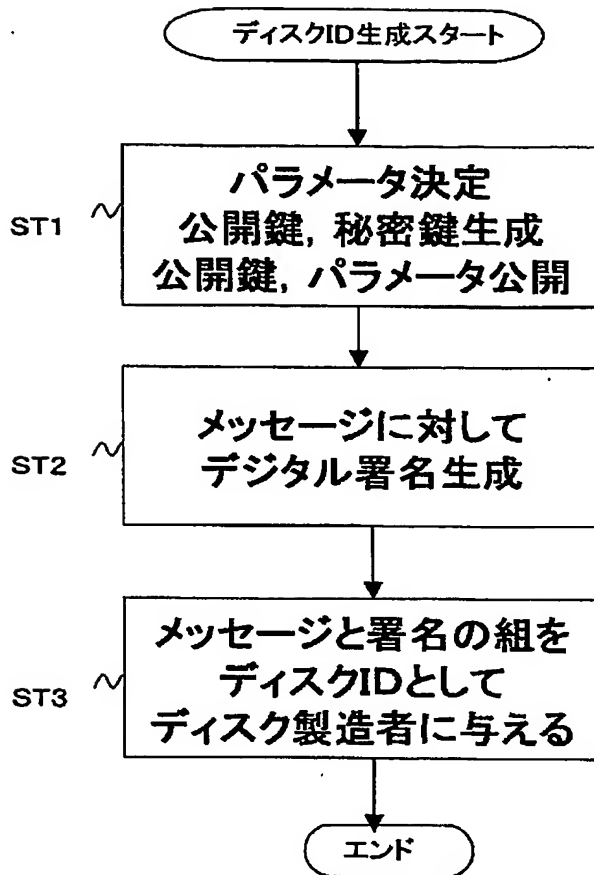 ディスクID生成スタート
ST1
パラメータ決定
公開鍵, 秘密鍵生成
公開鍵, パラメータ公開
ST2
メッセージに対して
デジタル署名生成
ST3
メッセージと署名の組を
ディスクIDとして
ディスク製造者に与える
エンド